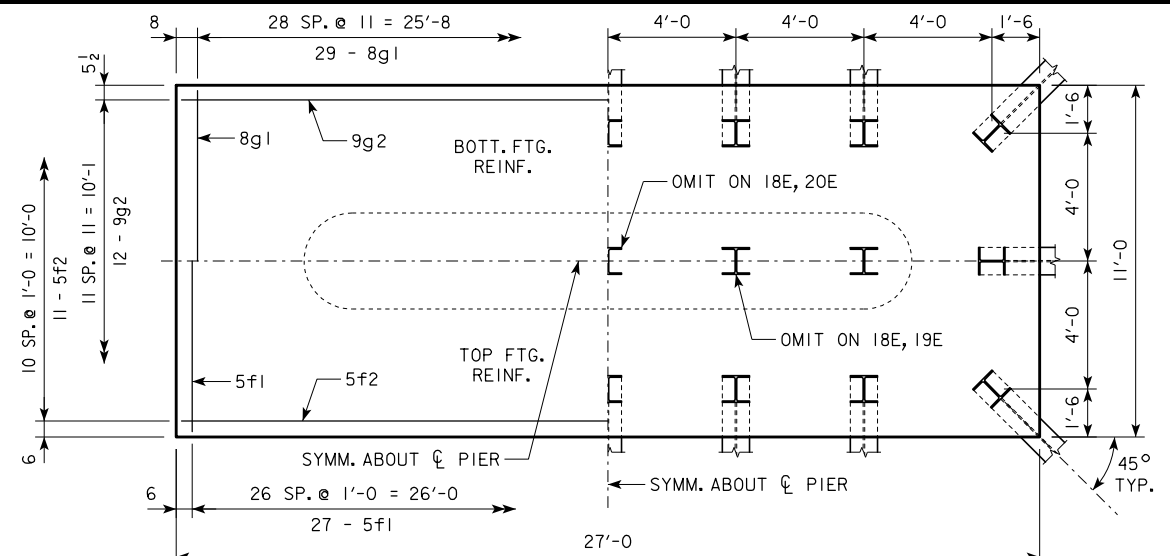 8
28 SP. @ 11 = 25'-8
29 - 8g1
4'-0
4'-0
4'-0
1'-6
5 1/2
8g1
9g2
BOTT. FTG.
REINF.
OMIT ON 18E, 20E
1'-6
4'-0
11'-0
10 SP. @ 1'-0 = 10'-0
11 - 5f2
11 SP. @ 11 = 10'-1
12 - 9g2
OMIT ON 18E, 19E
4'-0
TOP FTG.
REINF.
5f1
5f2
1'-6
6
SYMM. ABOUT ℄ PIER
45°
TYP.
SYMM. ABOUT ℄ PIER
6
26 SP. @ 1'-0 = 26'-0
27 - 5f1
27'-0